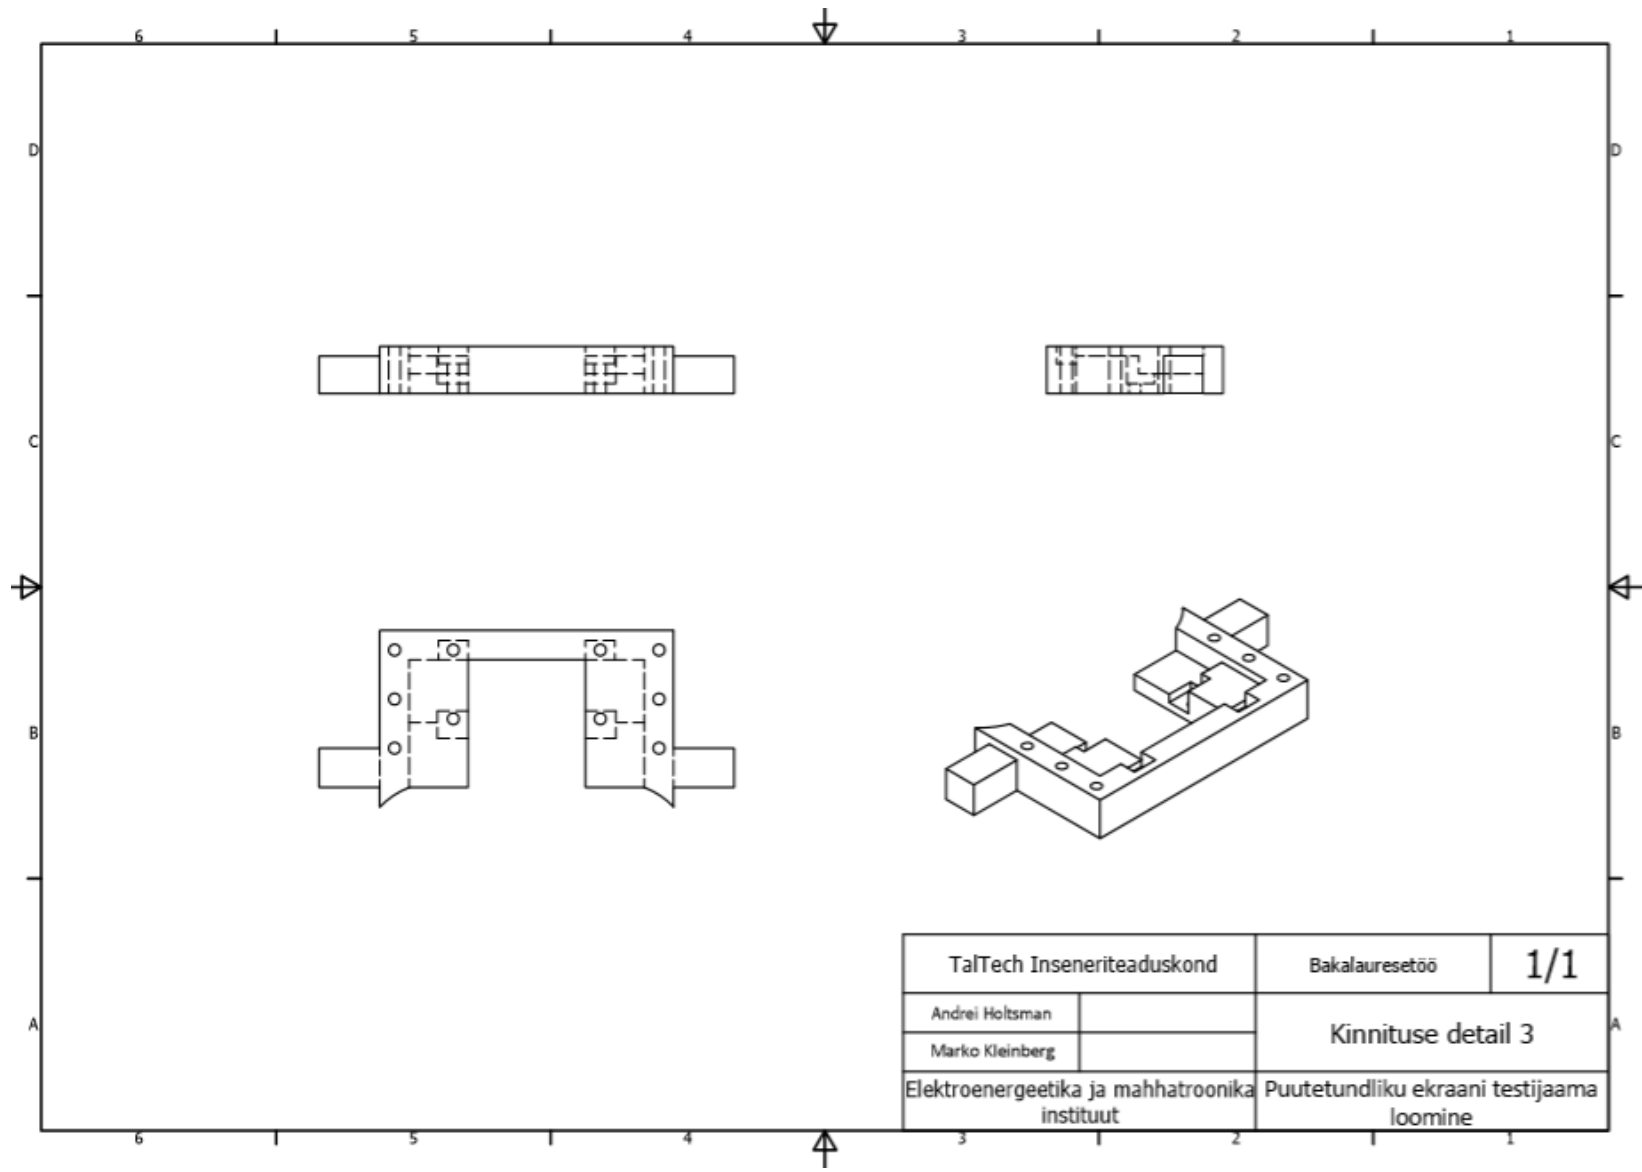 6 5 4 3 2 1
D D
C C
B B
A A
TalTech Inseneriteaduskond
Bakalauresetöö
1/1
Andrei Holtsman
Marko Kleinberg
Kinnituse detail 3
Elektroenergeetika ja mahhatroonika
instituut
Puutetundliku ekraani testijaama
loomine
6 5 4 3 2 1